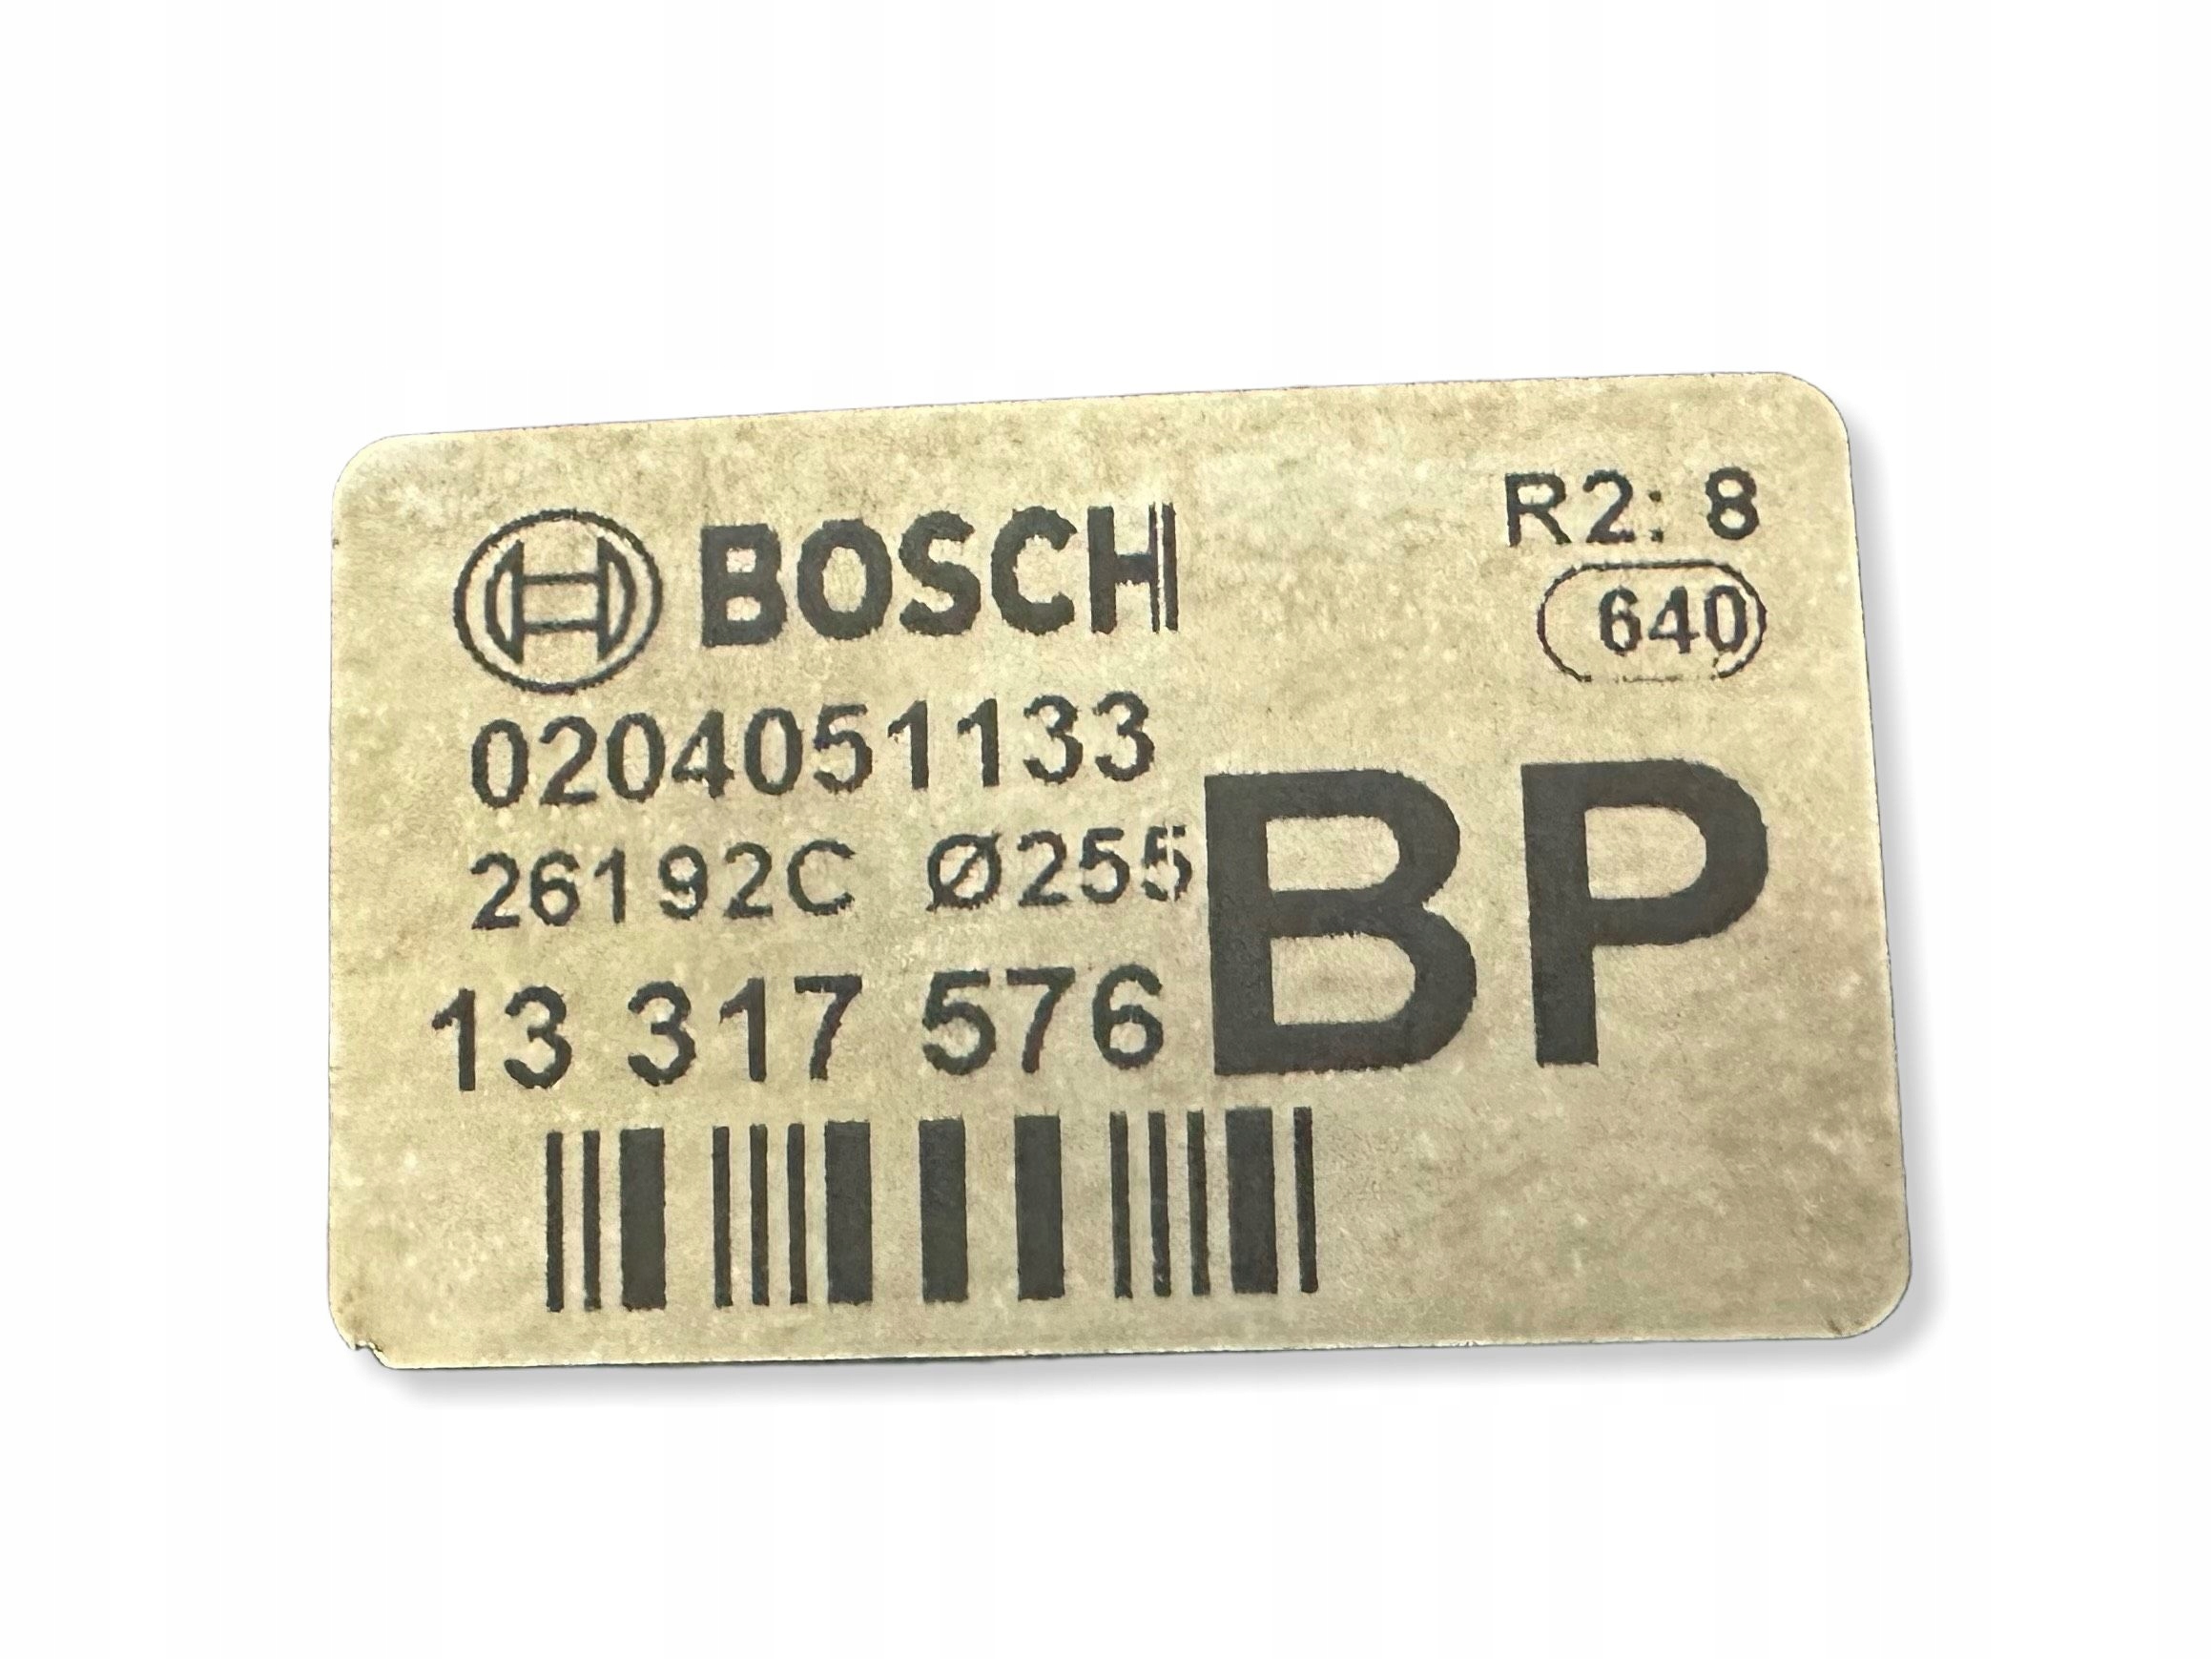 BOSCH
R2: 8
640
0204051133
26192C Ø255
13 317 576
BP